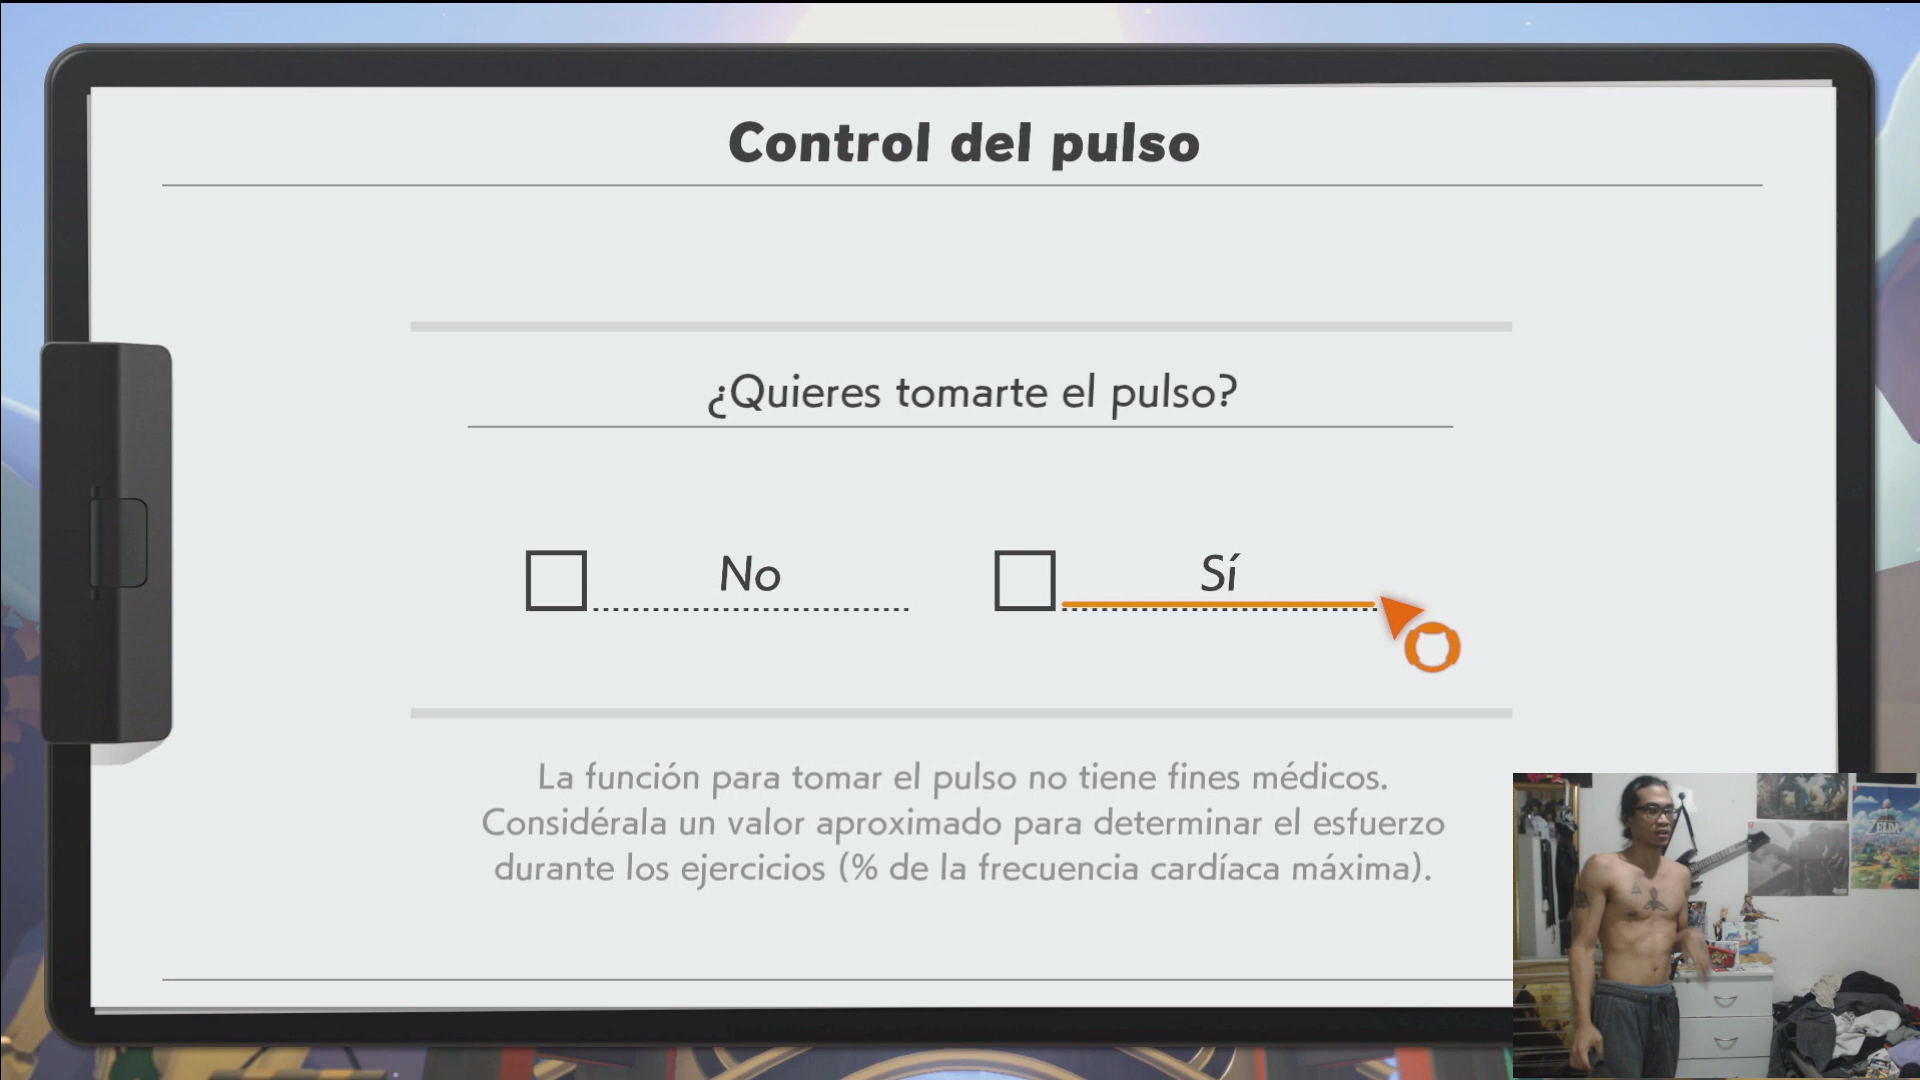 Control del pulso
¿Quieres tomarte el pulso?
No
Sí
La función para tomar el pulso no tiene fines médicos.
Considérala un valor aproximado para determinar el esfuerzo
durante los ejercicios (% de la frecuencia cardíaca máxima).
ZELDA